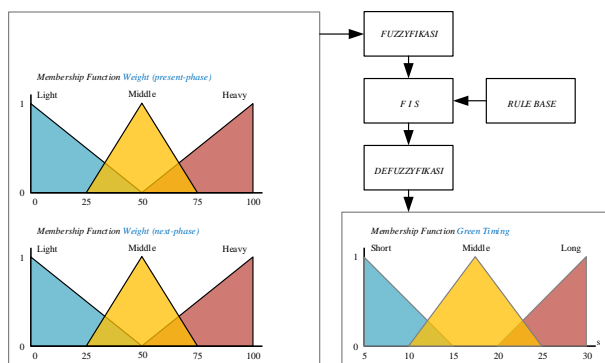 Membership Function Weight (present-phase)
Light Middle Heavy
1
0
0 25 50 75 100
Membership Function Weight (next-phase)
Light Middle Heavy
1
0
0 25 50 75 100
FUZZYFIKASI
F I S
RULE BASE
DEFUZZYFIKASI
Membership Function Green Timing
Short Middle Long
1
0
5 10 15 20 25 30 s